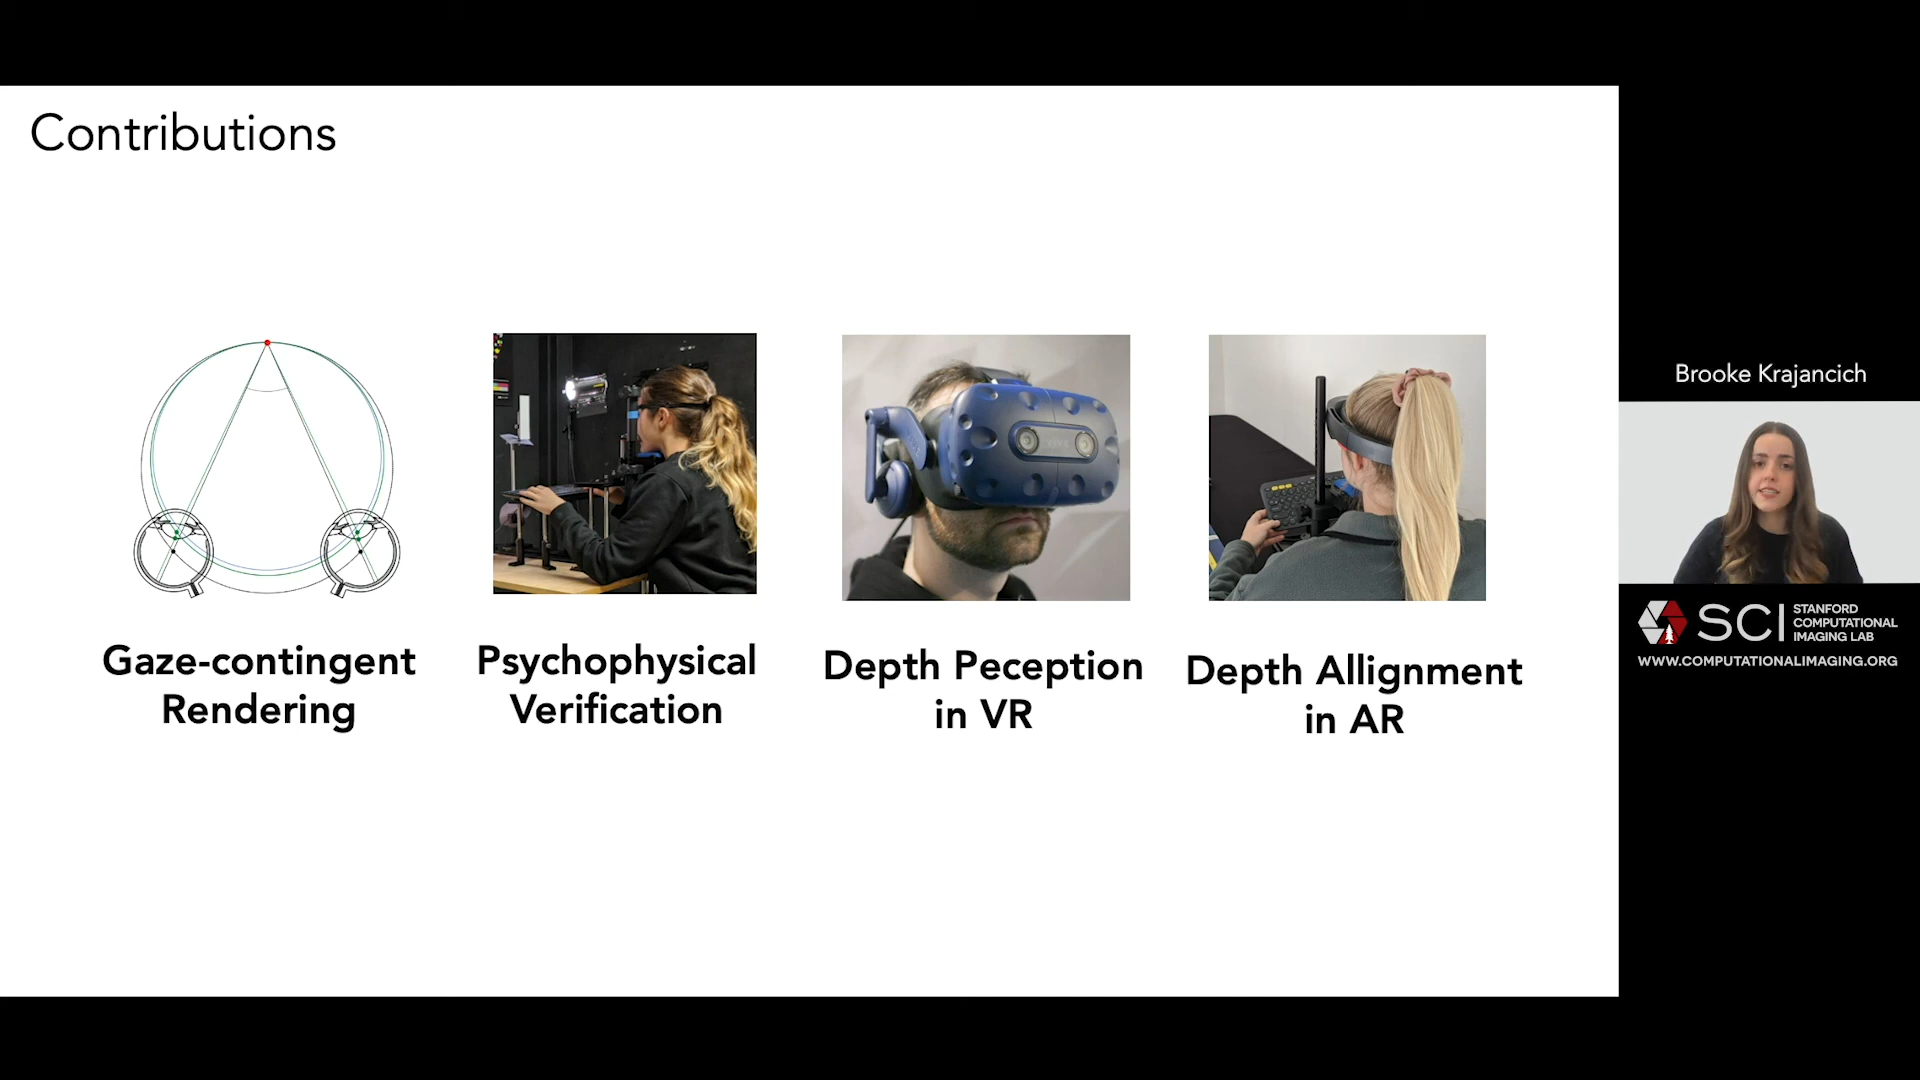 Contributions
Gaze-contingent
Rendering
Psychophysical
Verification
Depth Peception
in VR
Depth Allignment
in AR
Brooke Krajancich
SCI
STANFORD
COMPUTATIONAL
IMAGING LAB
WWW.COMPUTATIONALIMAGING.ORG
VIVE